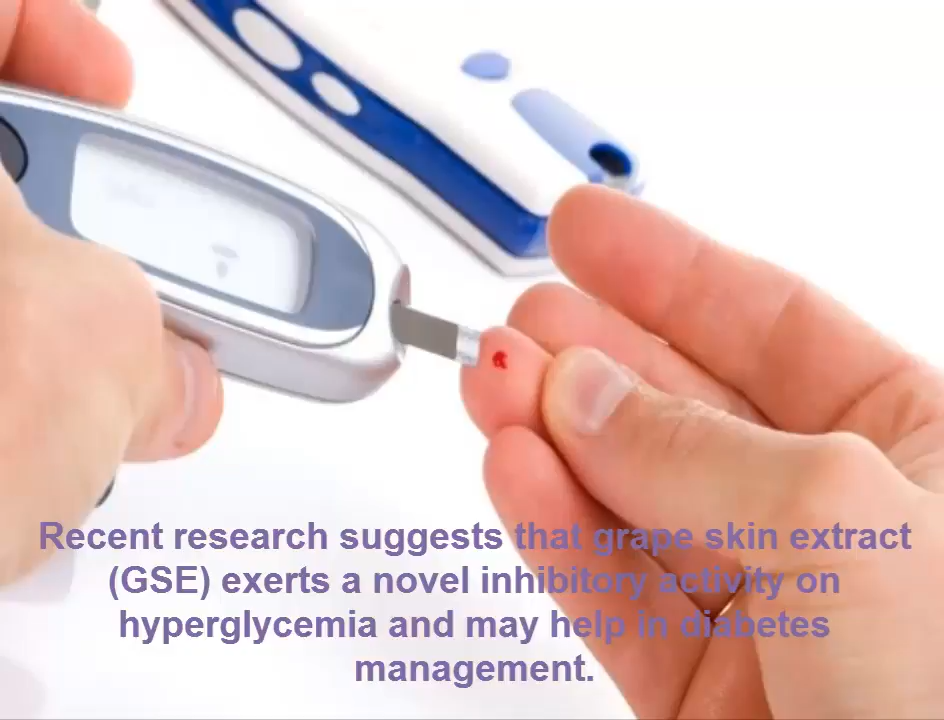 Recent research suggests that grape skin extract
(GSE) exerts a novel inhibitory activity on
hyperglycemia and may help in diabetes
management.